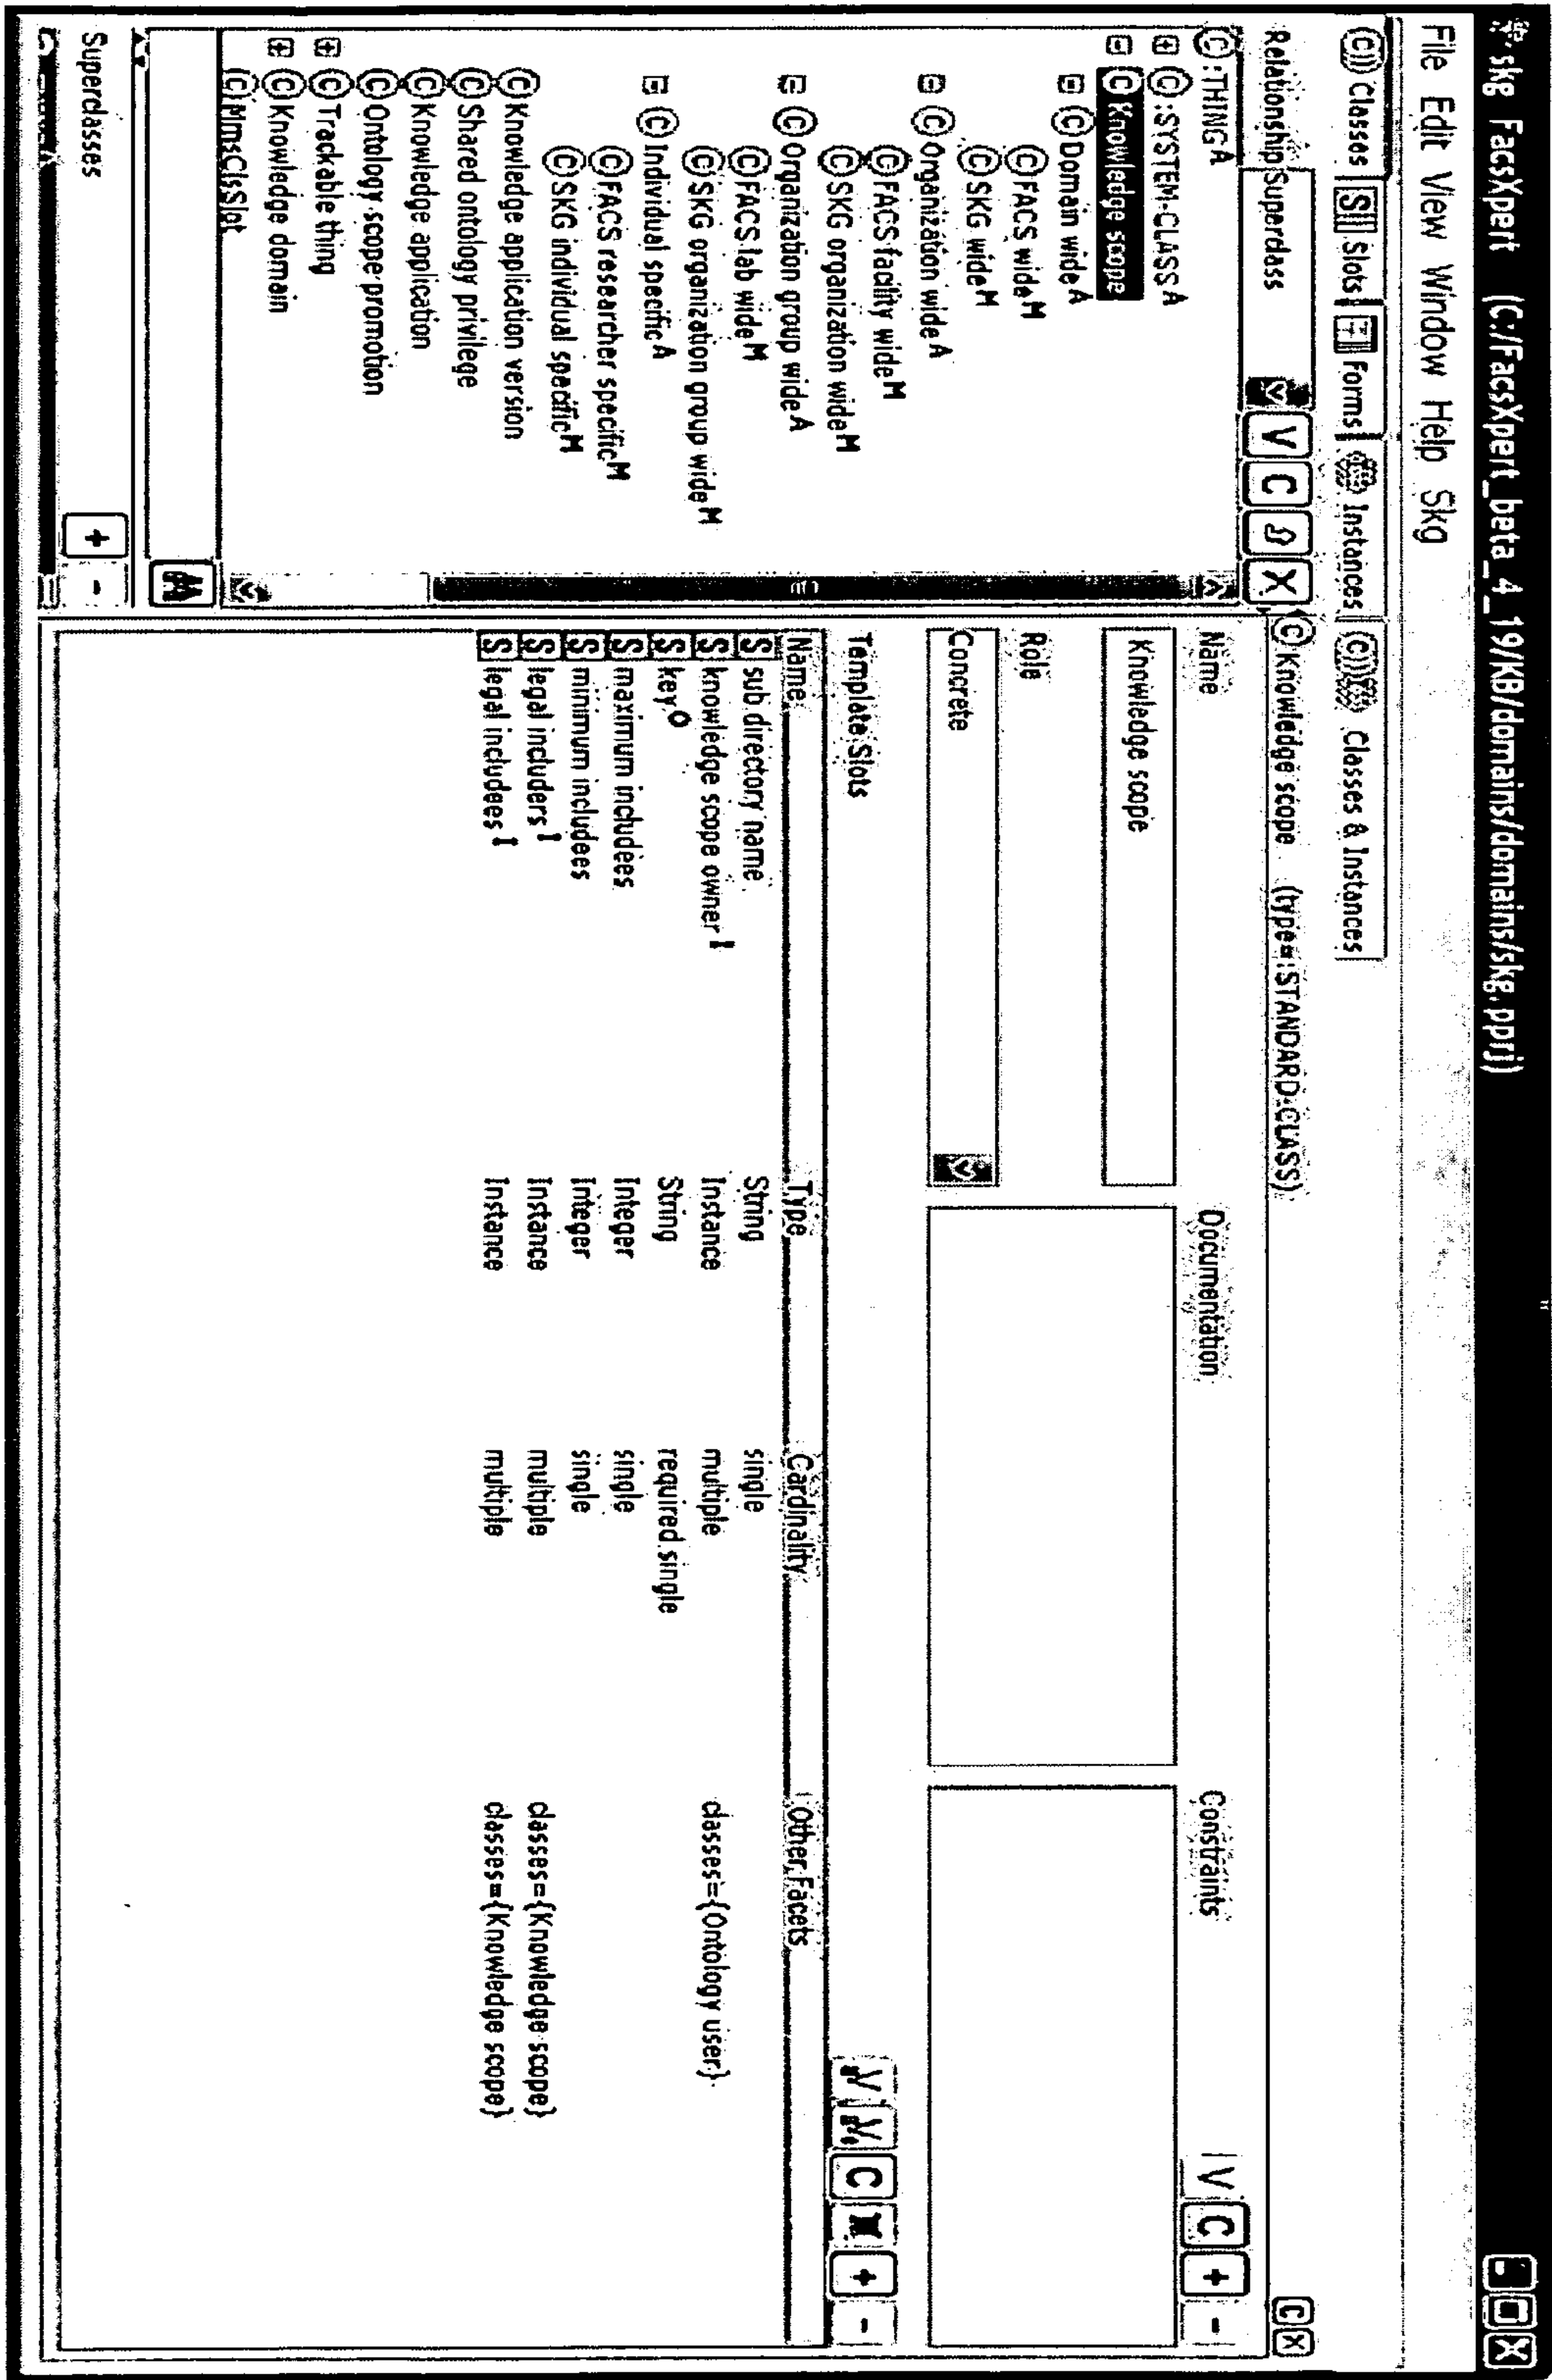 skg FacsXpert (C:/FacsXpert_beta_4_19/KB/domains/domains/skg.pprj)
File Edit View Window Help Skg
Classes Slots Forms Instances Classes & Instances
Relationship Superclass V C X
C :THING A
C :SYSTEM-CLASS A
C Knowledge scope
C Domain wide A
C FACS wide M
C SKG wide M
C Organization wide A
C FACS facility wide M
C SKG organization wide M
C Organization group wide A
C FACS lab wide M
C SKG organization group wide M
C Individual specific A
C FACS researcher specific M
C SKG individual specific M
C Knowledge application version
C Shared ontology privilege
C Knowledge application
C Ontology scope promotion
C Trackable thing
C Knowledge domain
C MmsClsSlot
Superclasses + -
C Knowledge scope (type=:STANDARD-CLASS) C X
Name Documentation Constraints V C + -
Knowledge scope
Role
Concrete
Template Slots V V C + -
Name Type Cardinality Other Facets
S sub directory name String single
S knowledge scope owner I Instance multiple classes={Ontology user}
S key O String required single
S maximum includees Integer single
S minimum includees Integer single
S legal includers I Instance multiple classes={Knowledge scope}
S legal includees I Instance multiple classes={Knowledge scope}